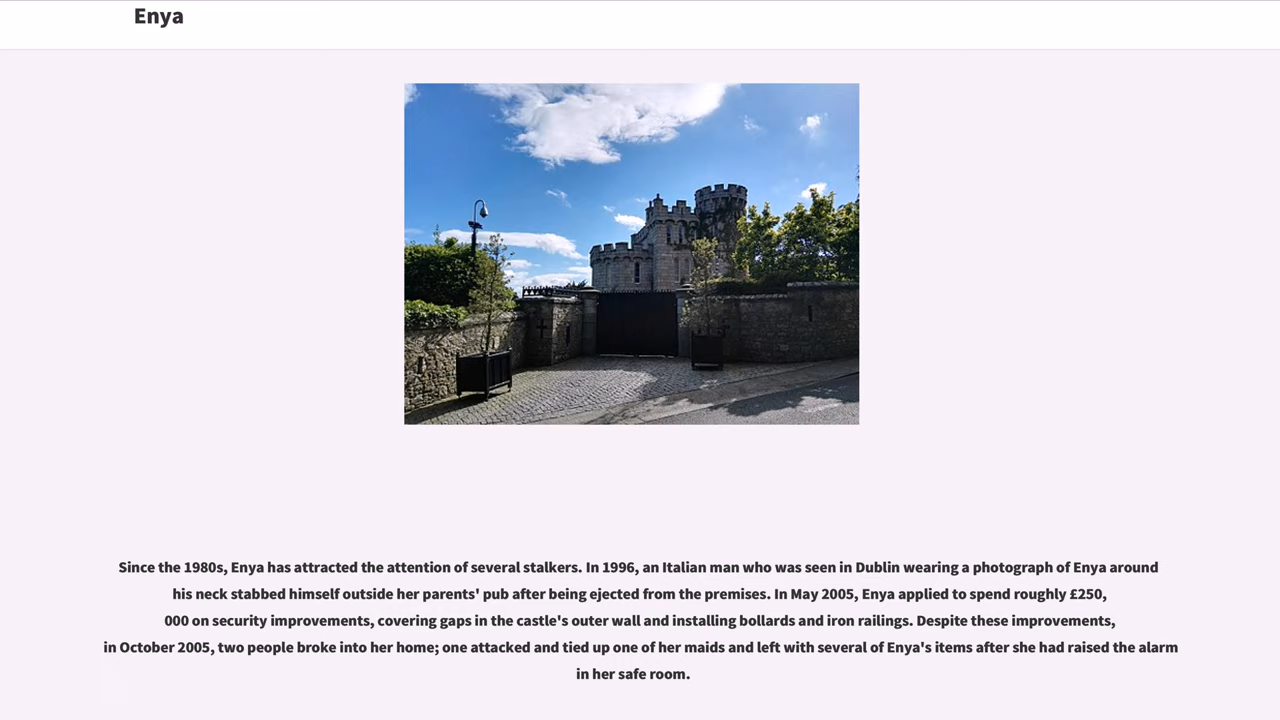 Enya
Since the 1980s, Enya has attracted the attention of several stalkers. In 1996, an Italian man who was seen in Dublin wearing a photograph of Enya around
his neck stabbed himself outside her parents' pub after being ejected from the premises. In May 2005, Enya applied to spend roughly £250,
000 on security improvements, covering gaps in the castle's outer wall and installing bollards and iron railings. Despite these improvements,
in October 2005, two people broke into her home; one attacked and tied up one of her maids and left with several of Enya's items after she had raised the alarm
in her safe room.